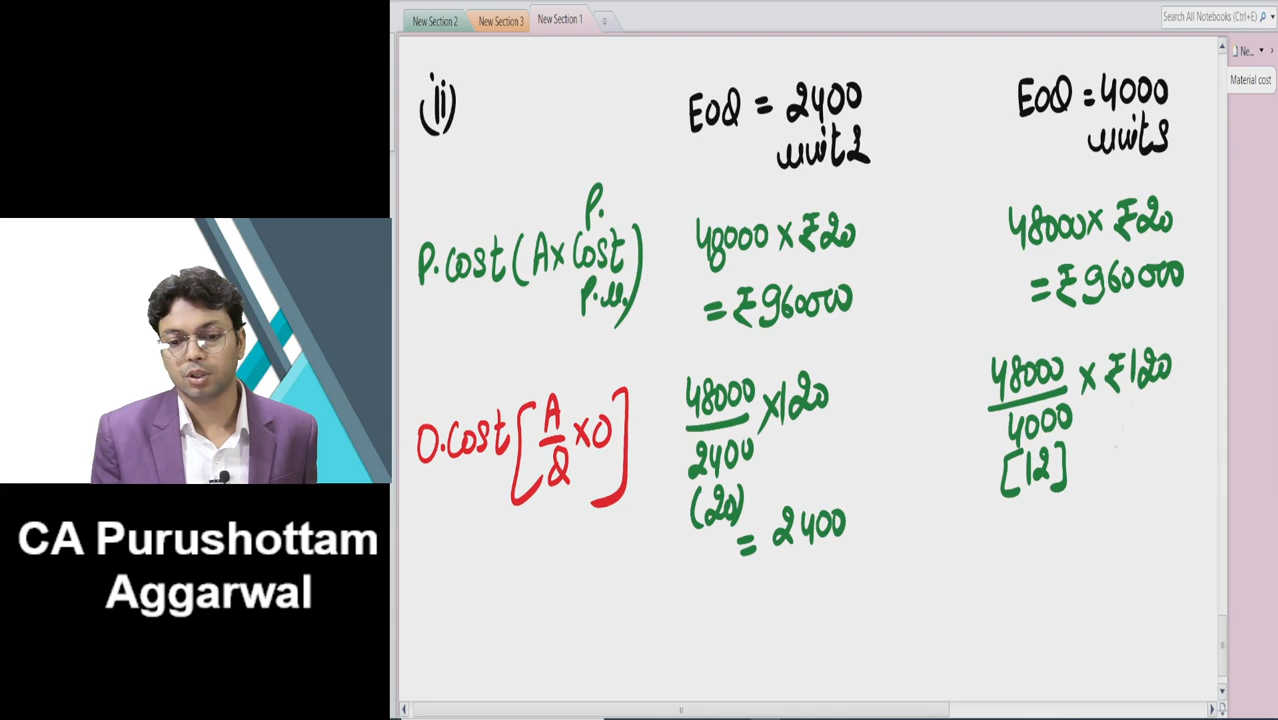 New Section 2
New Section 3
New Section 1
Search All Notebooks (Ctrl+E)
Ne...
Material cost
(ii)
EOQ = 2400
units
EOQ = 4000
units
P. Cost (A x P. Cost P.u.)
48000 x ₹20
= ₹960000
48000 x ₹20
= ₹960000
O. Cost [A/Q x O]
48000/2400 x 120
(20)
= 2400
48000/4000 x ₹120
[12]
CA Purushottam
Aggarwal